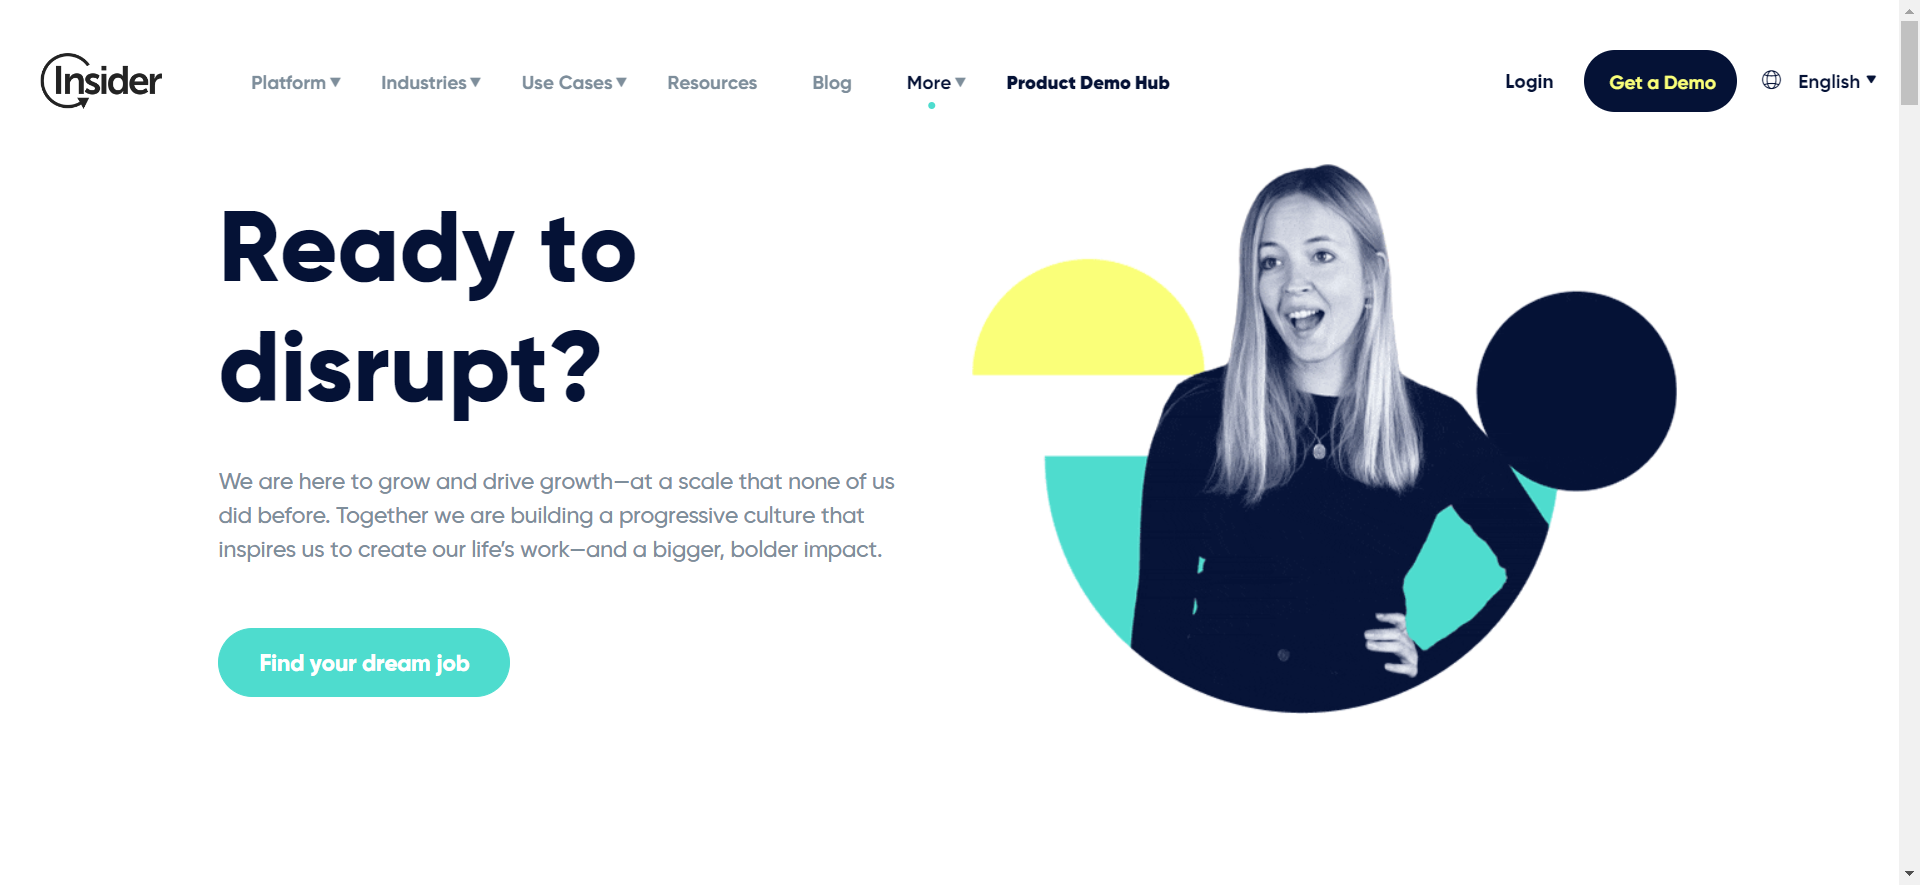 Insider
Platform ▼
Industries ▼
Use Cases ▼
Resources
Blog
More ▼
Product Demo Hub
Login
Get a Demo
English ▼
Ready to
disrupt?
We are here to grow and drive growth—at a scale that none of us
did before. Together we are building a progressive culture that
inspires us to create our life’s work—and a bigger, bolder impact.
Find your dream job